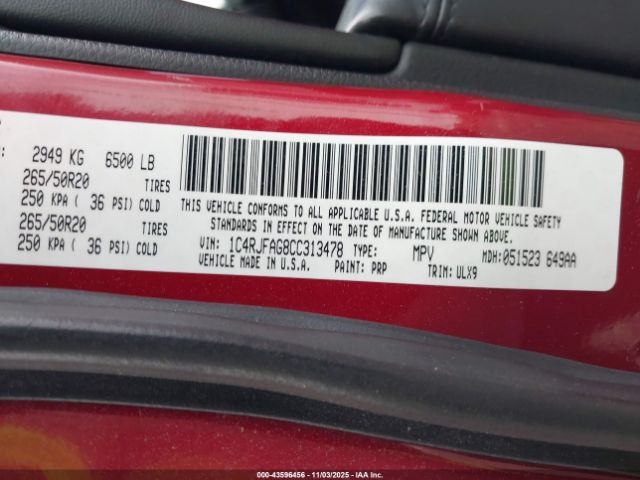 2949 KG 6500 LB
265/50R20 TIRES
250 KPA ( 36 PSI) COLD
265/50R20 TIRES
250 KPA ( 36 PSI) COLD
THIS VEHICLE CONFORMS TO ALL APPLICABLE U.S.A. FEDERAL MOTOR VEHICLE SAFETY
STANDARDS IN EFFECT ON THE DATE OF MANUFACTURE SHOWN ABOVE.
VIN: 1C4RJFAG8CC313478 TYPE: MPV MDH:051523 649AA
VEHICLE MADE IN U.S.A. PAINT: PRP TRIM: ULX9
00-43596456 - 11/03/2025 - IAA Inc.